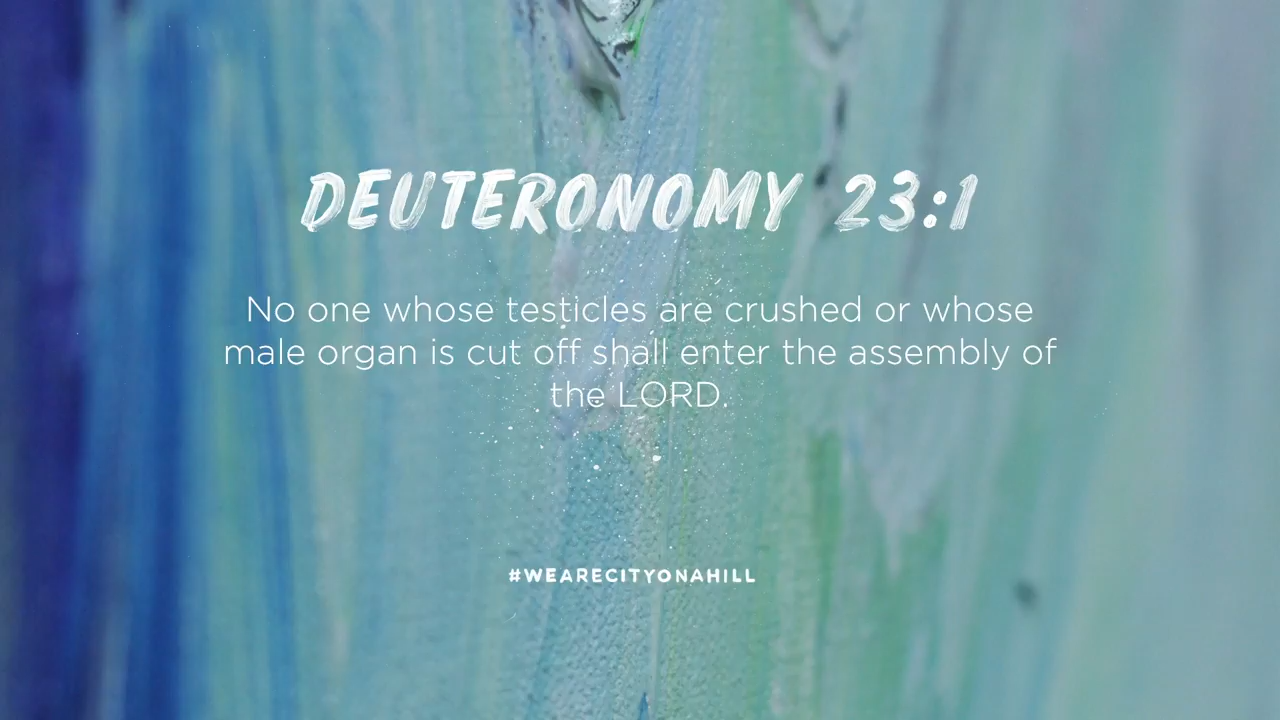 DEUTERONOMY 23:1
No one whose testicles are crushed or whose
male organ is cut off shall enter the assembly of
the LORD.
#WEARECITYONAHILL